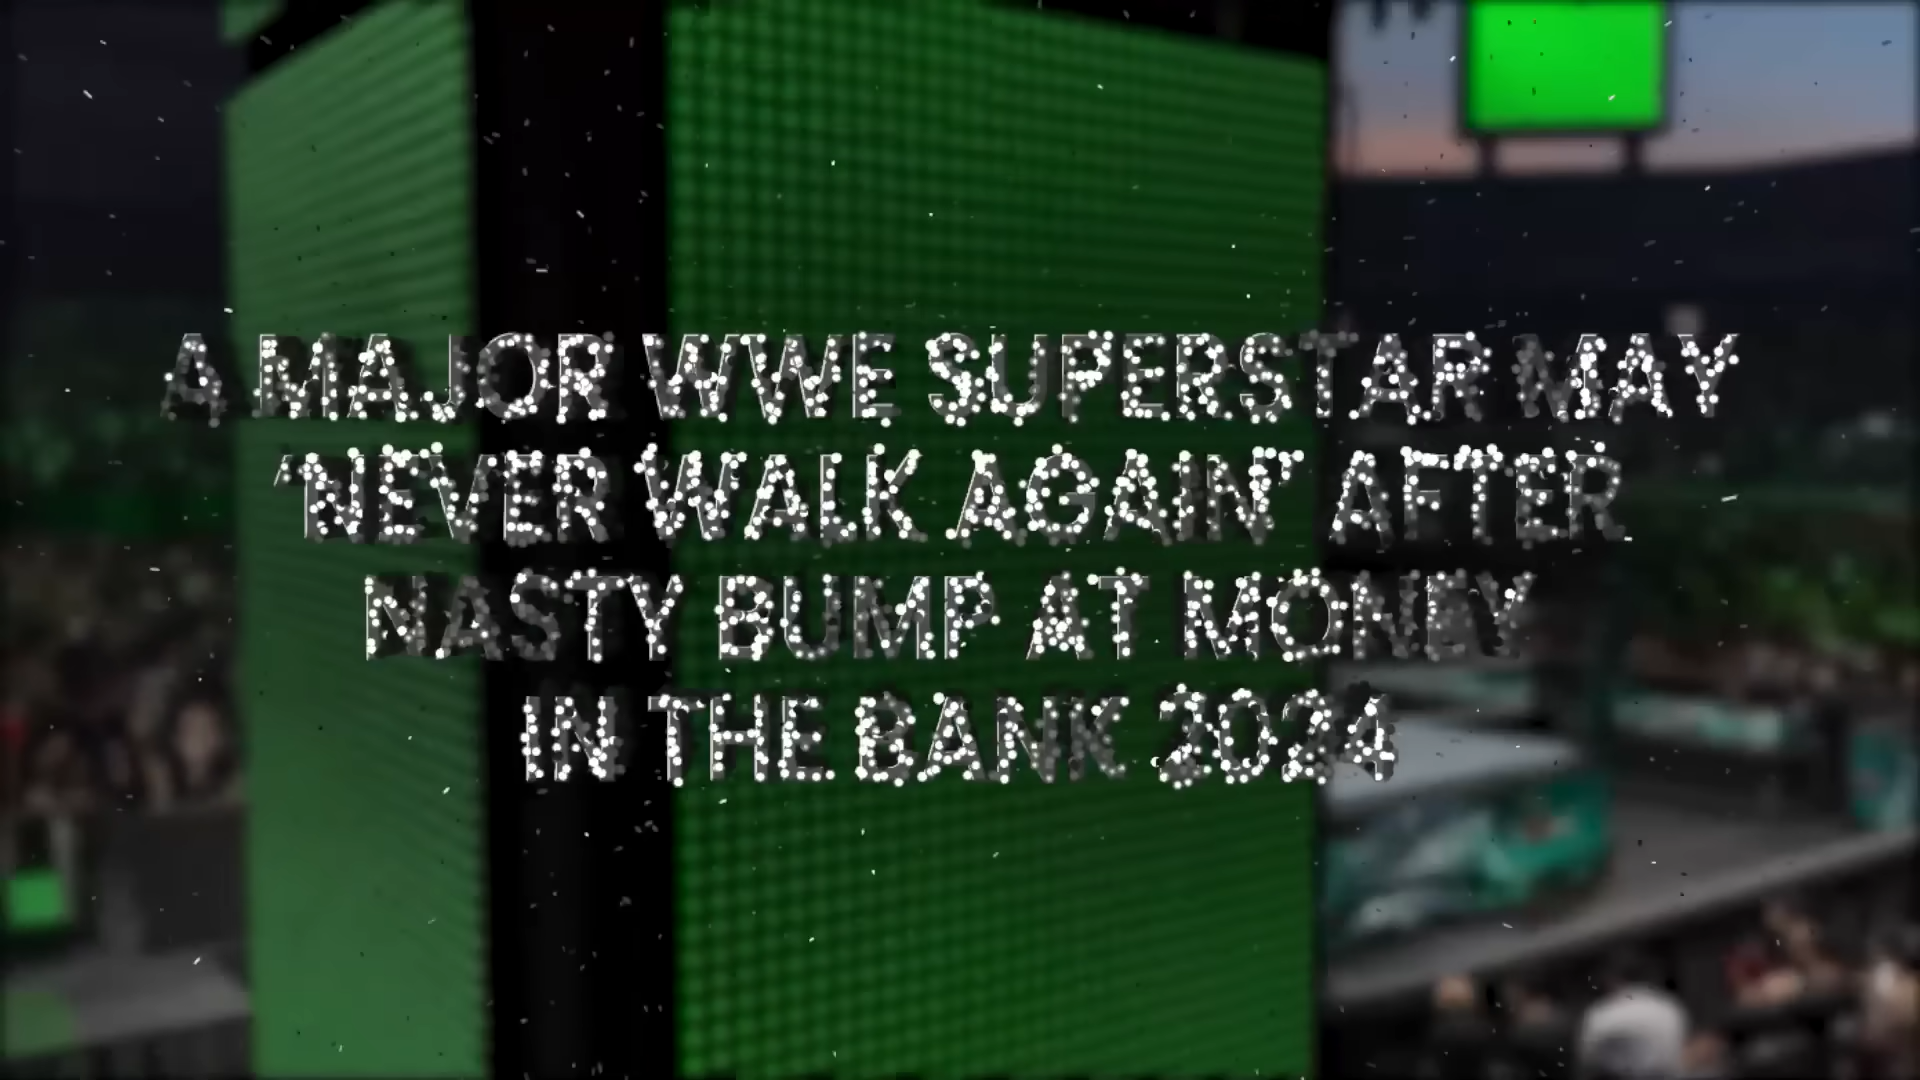 A MAJOR WWE SUPERSTAR MAY
'NEVER WALK AGAIN' AFTER
NASTY BUMP AT MONEY
IN THE BANK 2024